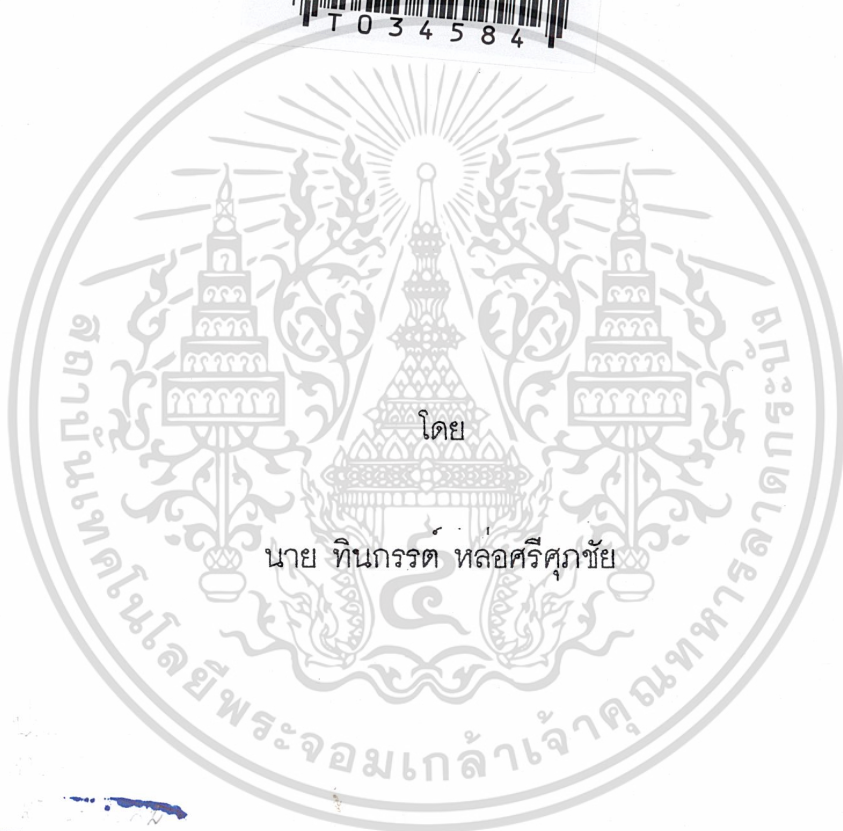 T034584
โดย
นาย ทินกรรต์ หล่อศรีศุภชัย
สถาบันเทคโนโลยีพระจอมเกล้าเจ้าคุณทหารลาดกระบัง